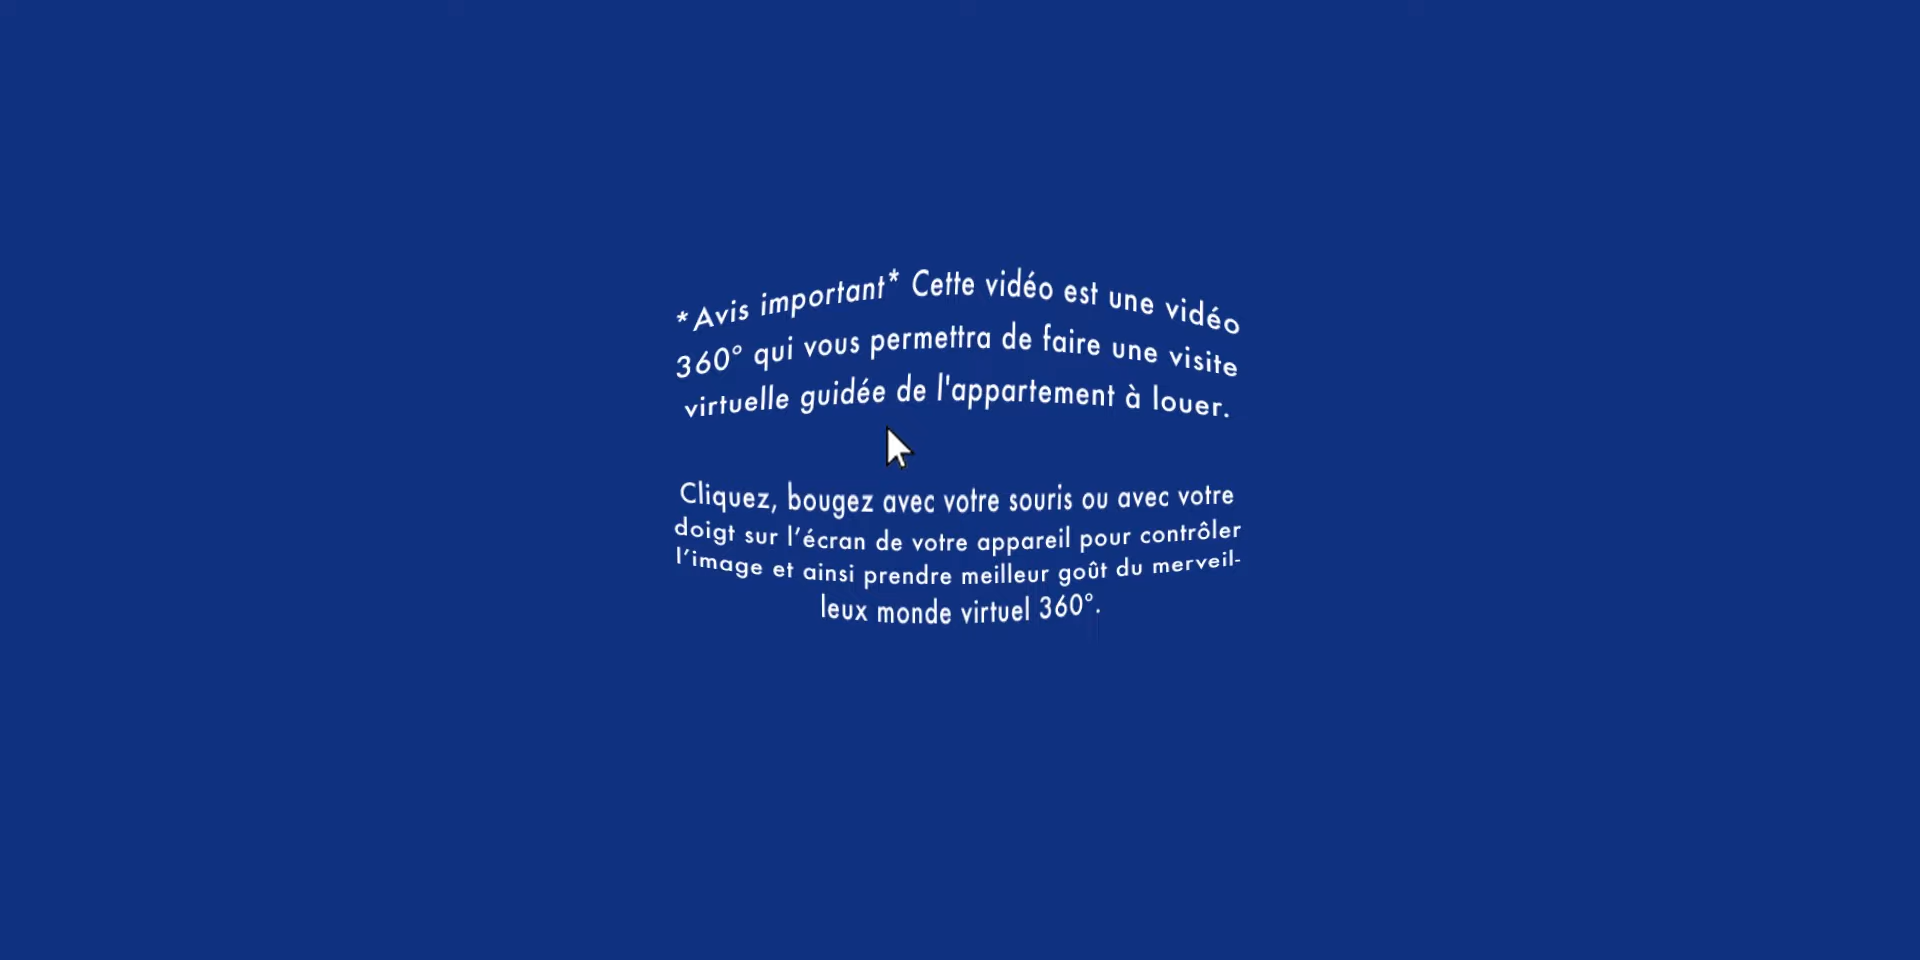 *Avis important* Cette vidéo est une vidéo
360° qui vous permettra de faire une visite
virtuelle guidée de l'appartement à louer.
Cliquez, bougez avec votre souris ou avec votre
doigt sur l’écran de votre appareil pour contrôler
l’image et ainsi prendre meilleur goût du merveil-
leux monde virtuel 360°.